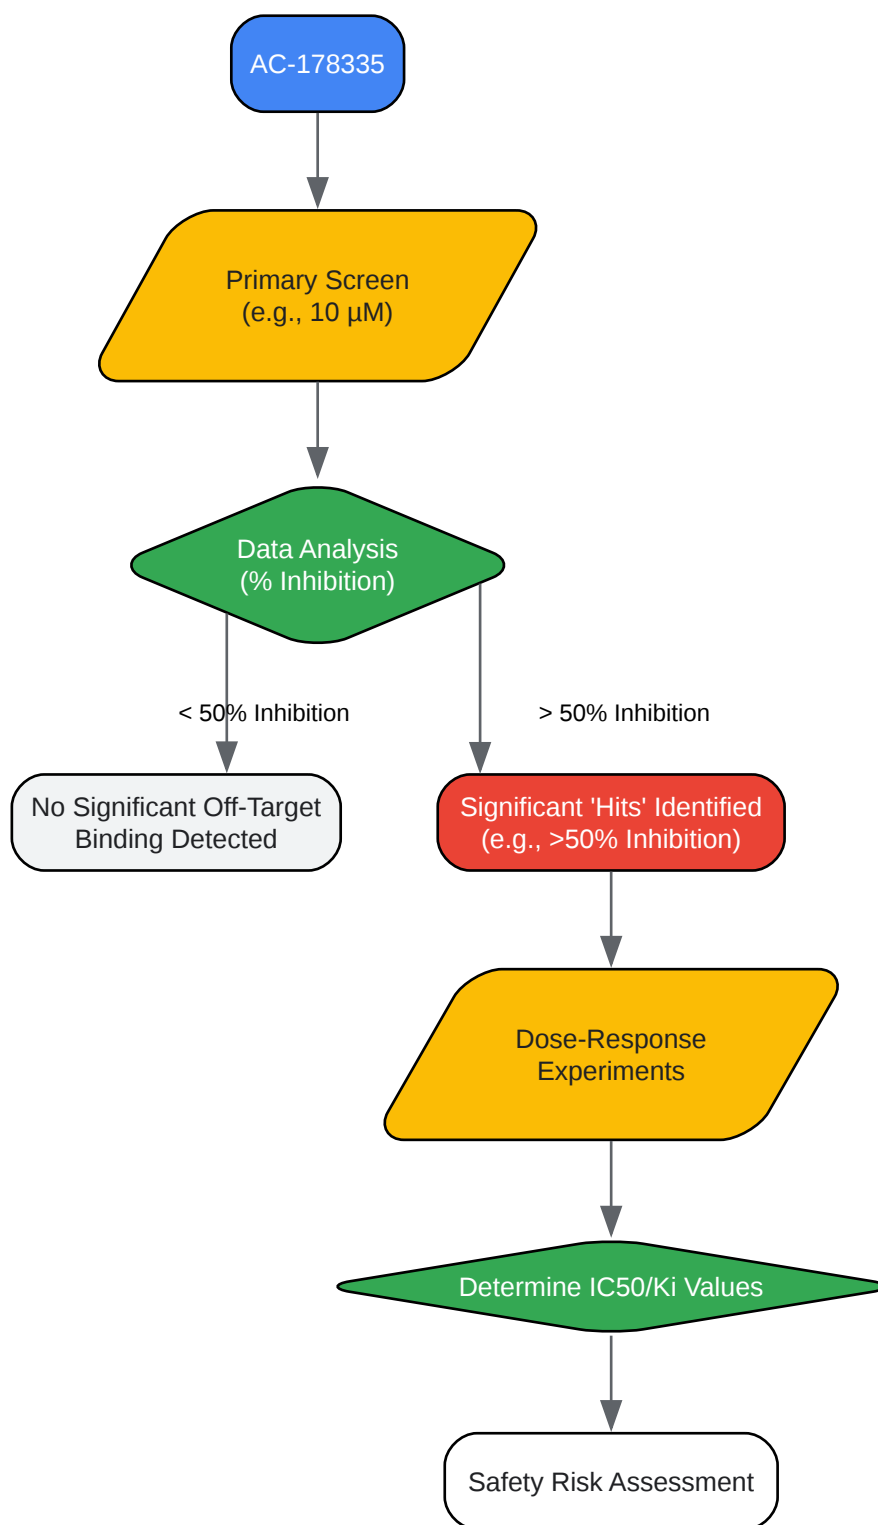 AC-178335
Primary Screen
(e.g., 10 µM)
Data Analysis
(% Inhibition)
< 50% Inhibition
> 50% Inhibition
No Significant Off-Target
Binding Detected
Significant 'Hits' Identified
(e.g., >50% Inhibition)
Dose-Response
Experiments
Determine IC50/Ki Values
Safety Risk Assessment